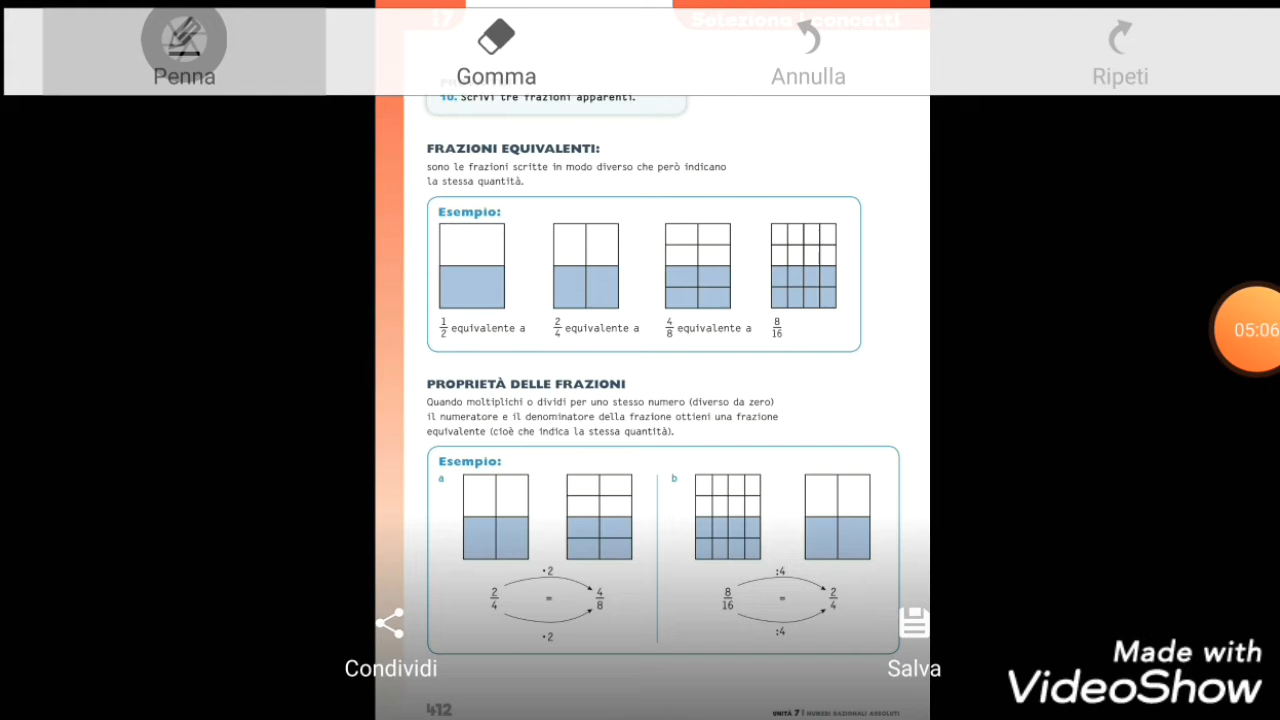 17 Seleziona i concetti
Penna
Gomma
Annulla
Ripeti
10. Scrivi tre frazioni apparenti.
FRAZIONI EQUIVALENTI:
sono le frazioni scritte in modo diverso che però indicano
la stessa quantità.
Esempio:
1/2 equivalente a 2/4 equivalente a 4/8 equivalente a 8/16
05:06
PROPRIETÀ DELLE FRAZIONI
Quando moltiplichi o dividi per uno stesso numero (diverso da zero)
il numeratore e il denominatore della frazione ottieni una frazione
equivalente (cioè che indica la stessa quantità).
Esempio:
a
·2
2/4 = 4/8
·2
b
:4
8/16 = 2/4
:4
Condividi
Salva
Made with
VideoShow
412
UNITÀ 7 | NUMERI RAZIONALI ASSOLUTI